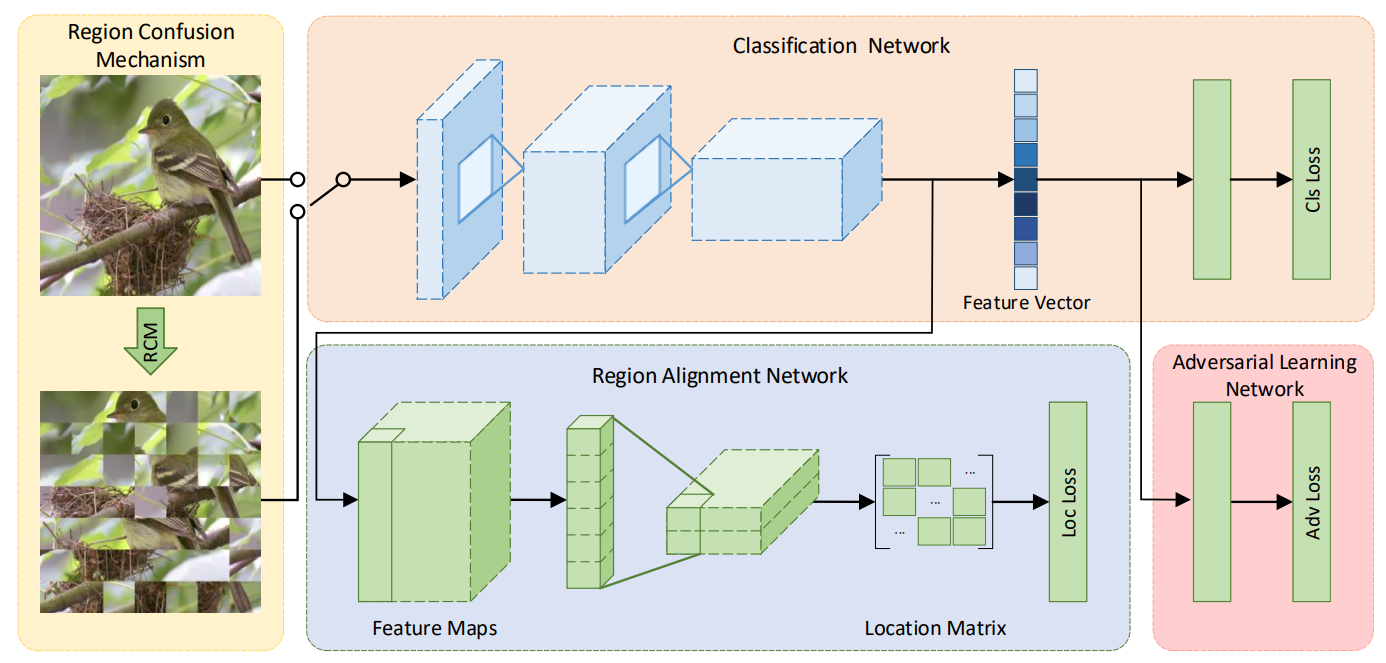 Region Confusion
Mechanism
RCM
Classification Network
Feature Vector
Cls Loss
Region Alignment Network
Feature Maps
...
...
...
Location Matrix
Loc Loss
Adversarial Learning
Network
Adv Loss